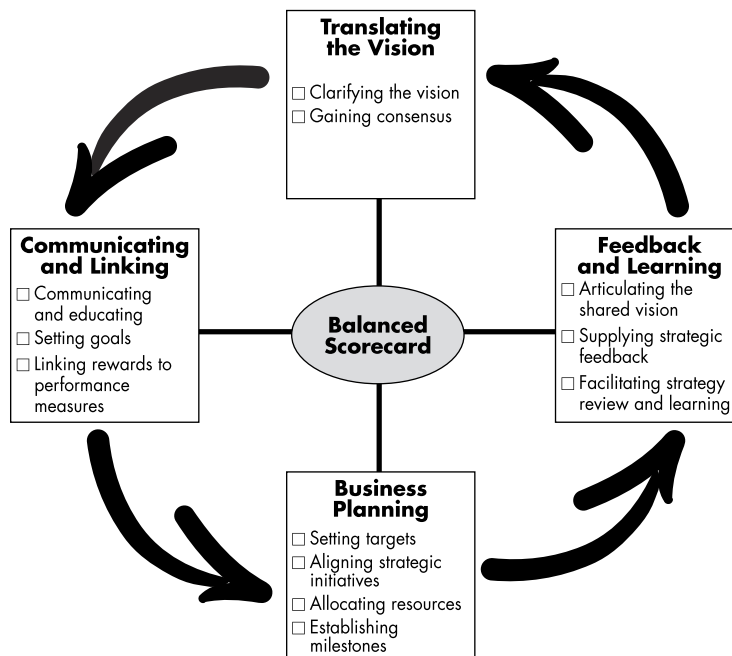 Translating
the Vision
☐ Clarifying the vision
☐ Gaining consensus
Communicating
and Linking
☐ Communicating
and educating
☐ Setting goals
☐ Linking rewards to
performance
measures
Balanced
Scorecard
Feedback
and Learning
☐ Articulating the
shared vision
☐ Supplying strategic
feedback
☐ Facilitating strategy
review and learning
Business
Planning
☐ Setting targets
☐ Aligning strategic
initiatives
☐ Allocating resources
☐ Establishing
milestones